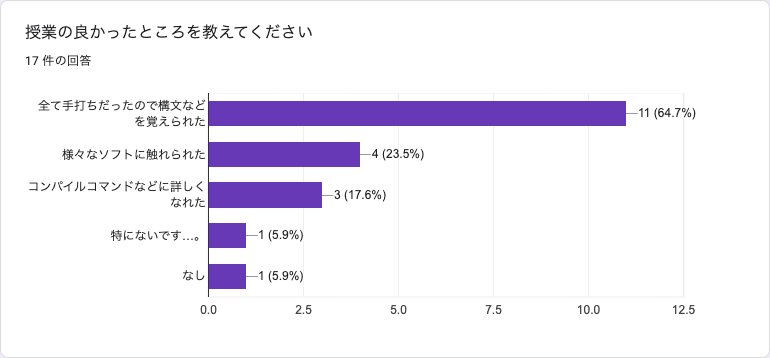 授業の良かったところを教えてください
17 件の回答
全て手打ちだったので構文など
を覚えられた
11 (64.7%)
様々なソフトに触れられた
4 (23.5%)
コンパイルコマンドなどに詳しく
なれた
3 (17.6%)
特にないです…。
1 (5.9%)
なし
1 (5.9%)
0.0
2.5
5.0
7.5
10.0
12.5